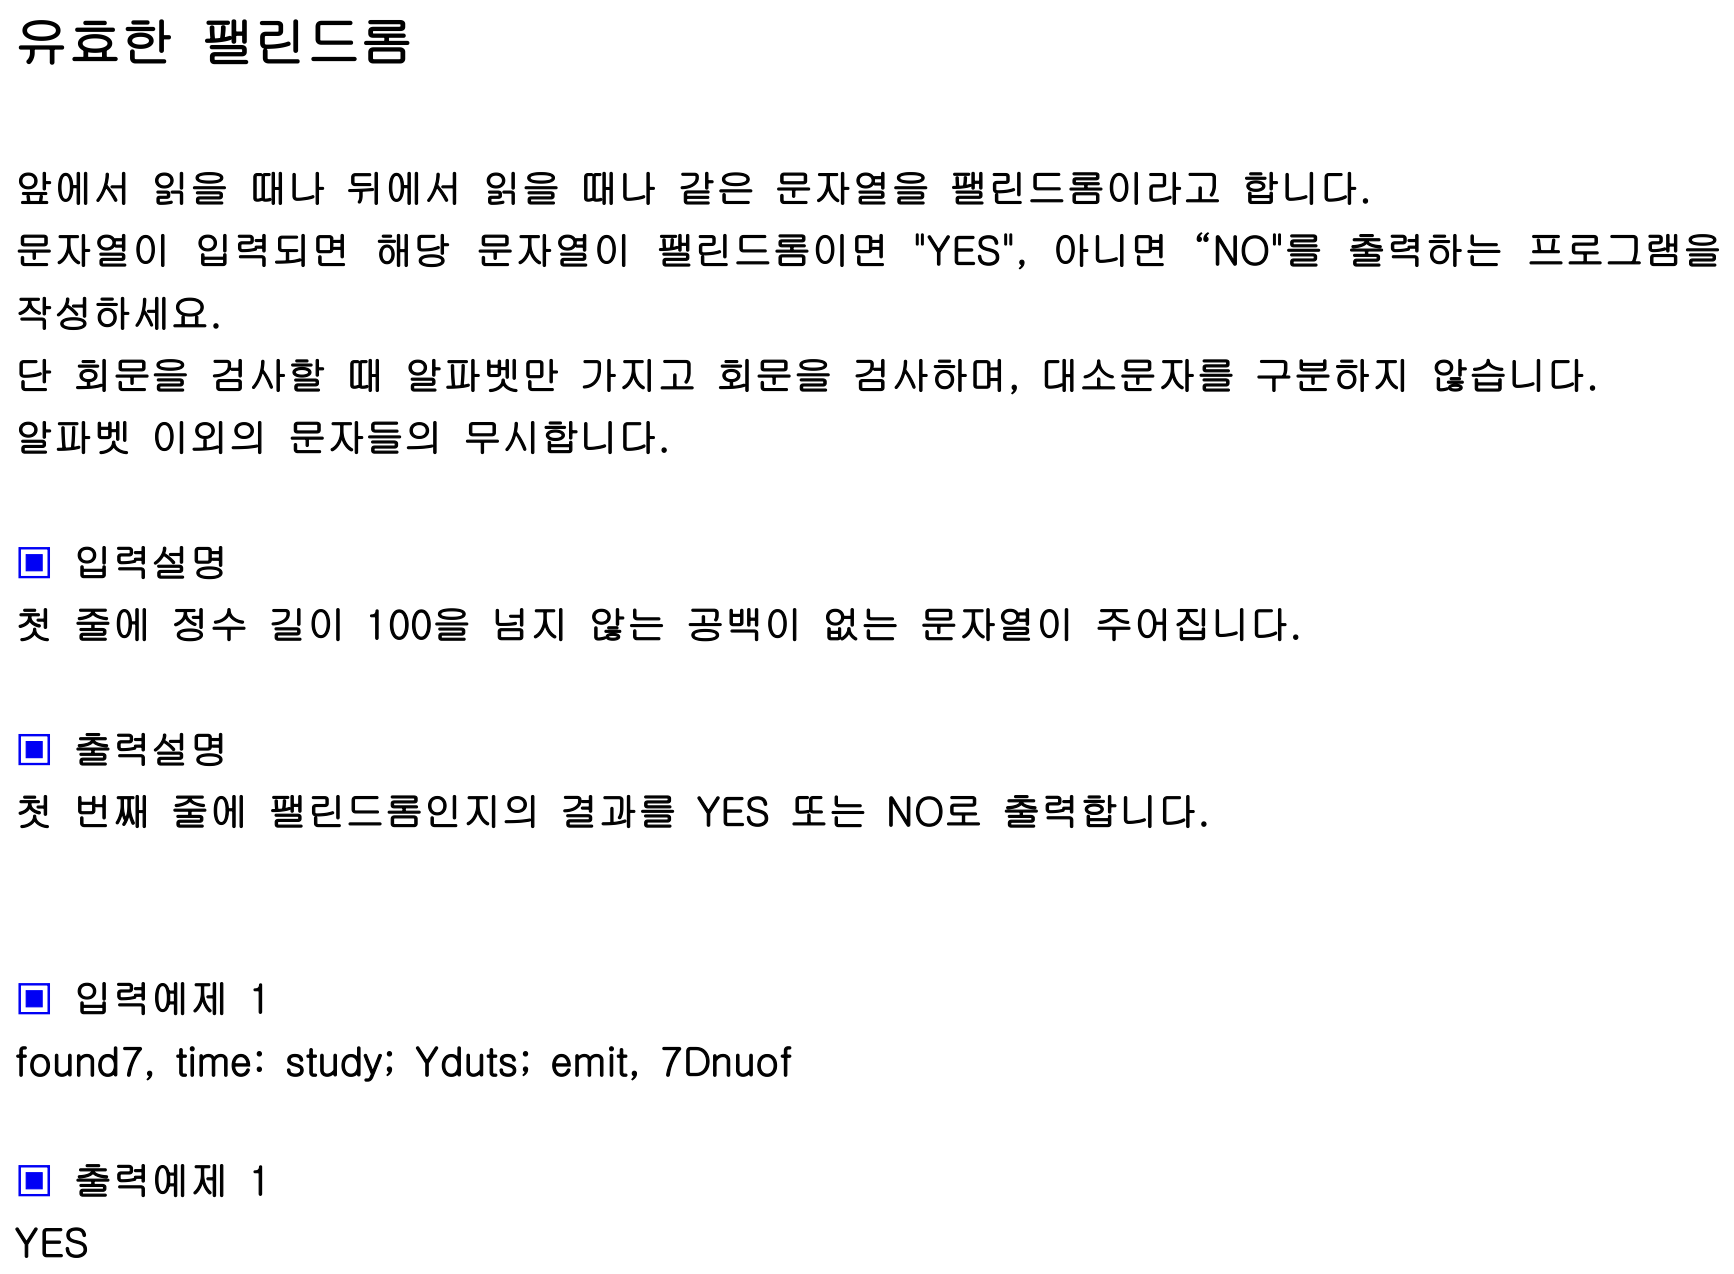 유효한 팰린드롬
앞에서 읽을 때나 뒤에서 읽을 때나 같은 문자열을 팰린드롬이라고 합니다.
문자열이 입력되면 해당 문자열이 팰린드롬이면 "YES", 아니면 “NO"를 출력하는 프로그램을
작성하세요.
단 회문을 검사할 때 알파벳만 가지고 회문을 검사하며, 대소문자를 구분하지 않습니다.
알파벳 이외의 문자들의 무시합니다.
▣ 입력설명
첫 줄에 정수 길이 100을 넘지 않는 공백이 없는 문자열이 주어집니다.
▣ 출력설명
첫 번째 줄에 팰린드롬인지의 결과를 YES 또는 NO로 출력합니다.
▣ 입력예제 1
found7, time: study; Yduts; emit, 7Dnuof
▣ 출력예제 1
YES